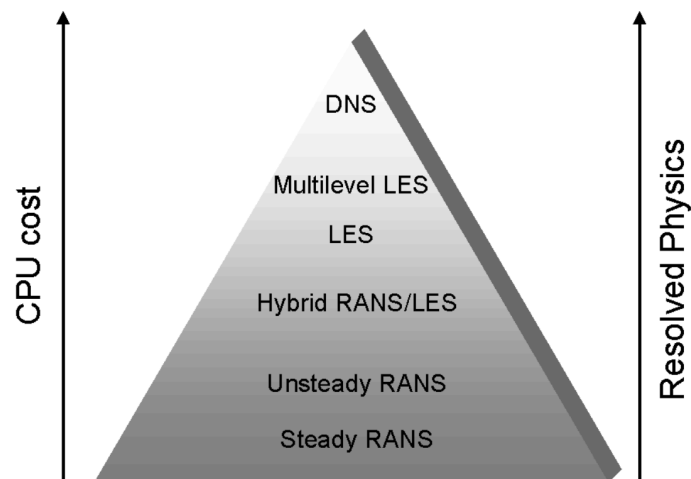 CPU cost
DNS
Multilevel LES
LES
Hybrid RANS/LES
Unsteady RANS
Steady RANS
Resolved Physics